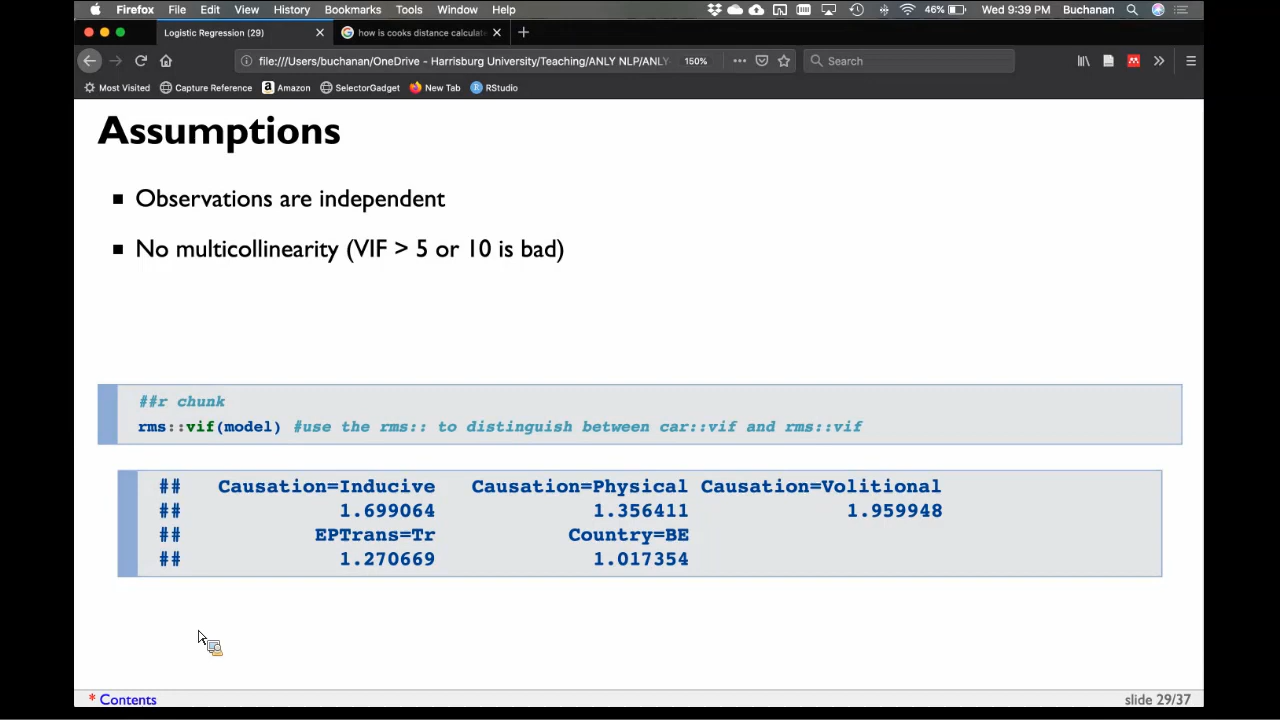 Firefox File Edit View History Bookmarks Tools Window Help 46% Wed 9:39 PM Buchanan
Logistic Regression (29) how is cooks distance calculate
file:///Users/buchanan/OneDrive - Harrisburg University/Teaching/ANLY NLP/ANLY- 150% Search
Most Visited Capture Reference Amazon SelectorGadget New Tab RStudio
Assumptions
Observations are independent
No multicollinearity (VIF > 5 or 10 is bad)
##r chunk
rms::vif(model) #use the rms:: to distinguish between car::vif and rms::vif
## Causation=Inducive Causation=Physical Causation=Volitional
## 1.699064 1.356411 1.959948
## EPTrans=Tr Country=BE
## 1.270669 1.017354
* Contents slide 29/37